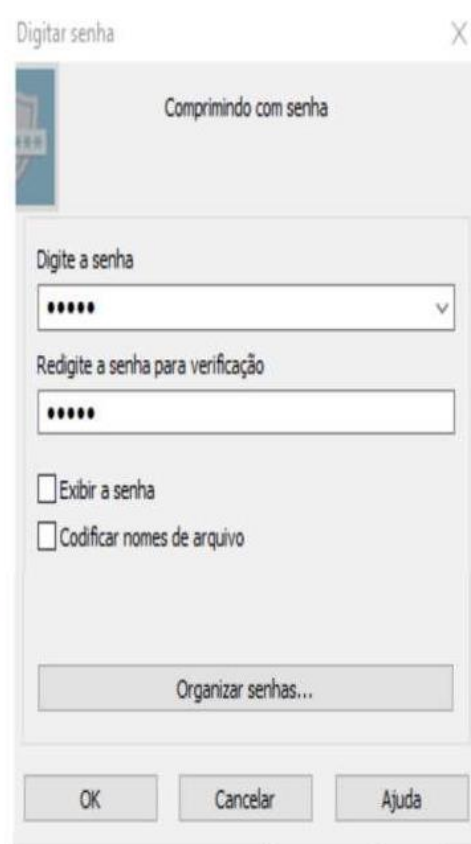 Digitar senha
Comprimindo com senha
Digite a senha
•••••
Redigite a senha para verificação
•••••
Exibir a senha
Codificar nomes de arquivo
Organizar senhas...
OK
Cancelar
Ajuda